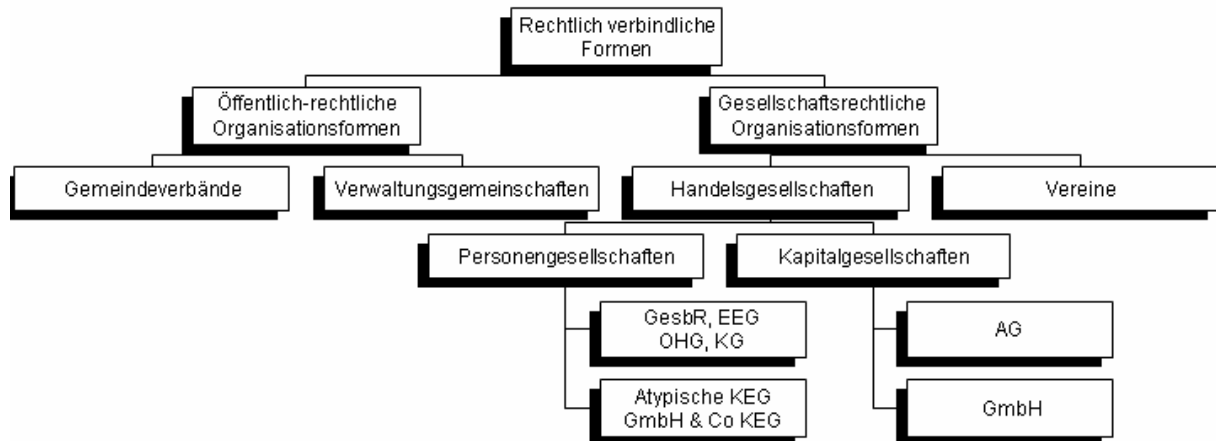 Rechtlich verbindliche
Formen
Öffentlich-rechtliche
Organisationsformen
Gesellschaftsrechtliche
Organisationsformen
Gemeindeverbände
Verwaltungsgemeinschaften
Handelsgesellschaften
Vereine
Personengesellschaften
Kapitalgesellschaften
GesbR, EEG
OHG, KG
AG
Atypische KEG
GmbH & Co KEG
GmbH